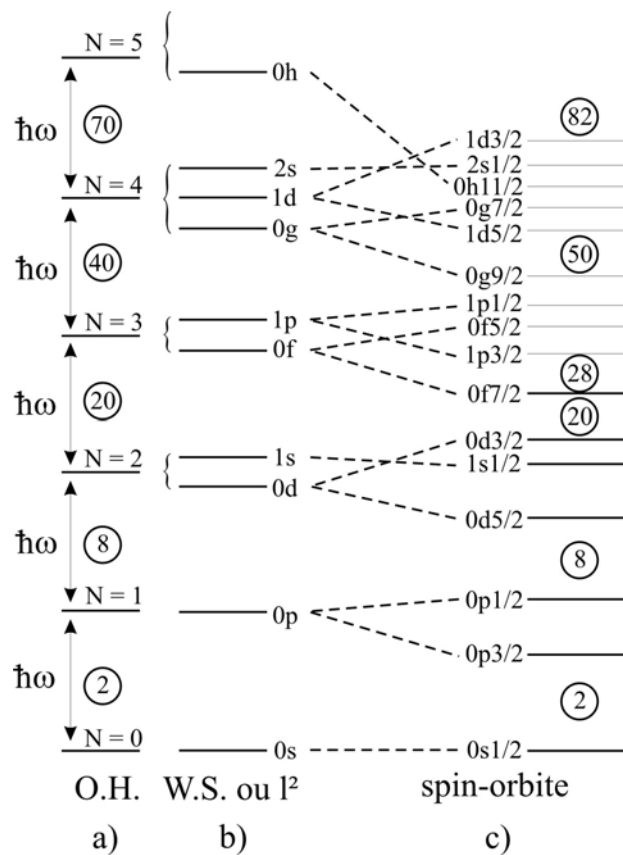 N = 5
0h
ħω
70
82
1d3/2
2s
2s1/2
N = 4
1d
0h11/2
0g7/2
0g
1d5/2
ħω
40
50
0g9/2
1p
1p1/2
N = 3
0f5/2
0f
1p3/2
28
0f7/2
ħω
20
20
0d3/2
N = 2
1s
1s1/2
0d
0d5/2
ħω
8
8
N = 1
0p1/2
0p
0p3/2
ħω
2
2
N = 0
0s
0s1/2
O.H. W.S. ou l² spin-orbite
a) b) c)